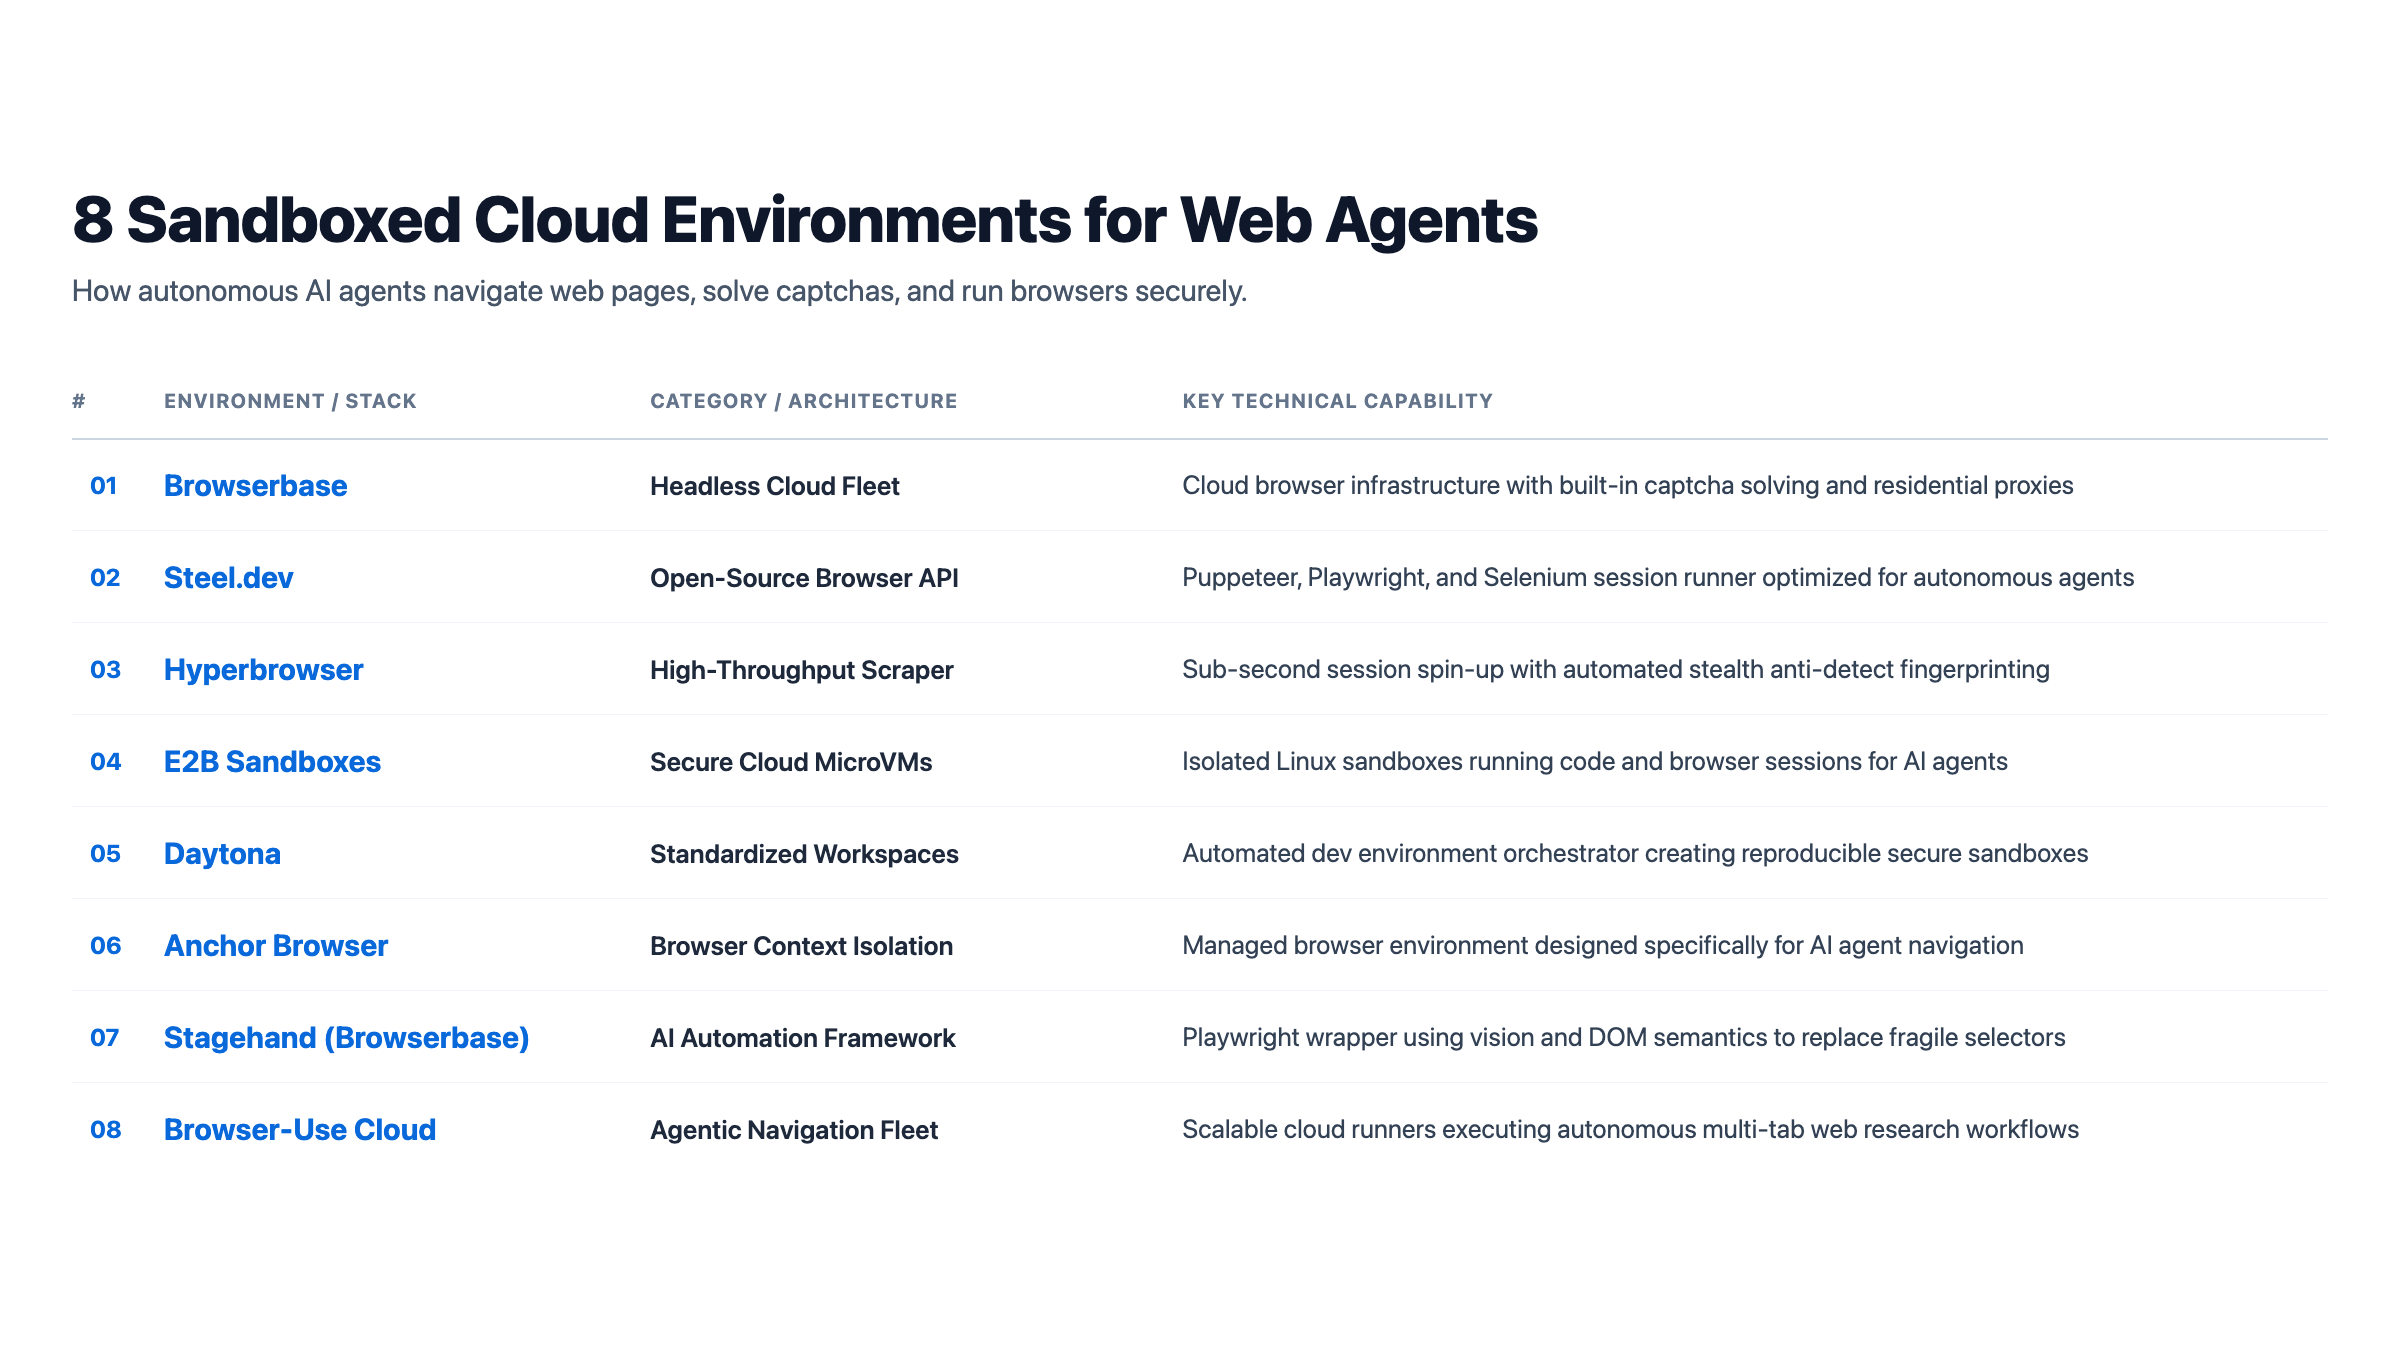 8 Sandboxed Cloud Environments for Web Agents
How autonomous AI agents navigate web pages, solve captchas, and run browsers securely.
# ENVIRONMENT / STACK CATEGORY / ARCHITECTURE KEY TECHNICAL CAPABILITY
01 Browserbase Headless Cloud Fleet Cloud browser infrastructure with built-in captcha solving and residential proxies
02 Steel.dev Open-Source Browser API Puppeteer, Playwright, and Selenium session runner optimized for autonomous agents
03 Hyperbrowser High-Throughput Scraper Sub-second session spin-up with automated stealth anti-detect fingerprinting
04 E2B Sandboxes Secure Cloud MicroVMs Isolated Linux sandboxes running code and browser sessions for AI agents
05 Daytona Standardized Workspaces Automated dev environment orchestrator creating reproducible secure sandboxes
06 Anchor Browser Browser Context Isolation Managed browser environment designed specifically for AI agent navigation
07 Stagehand (Browserbase) AI Automation Framework Playwright wrapper using vision and DOM semantics to replace fragile selectors
08 Browser-Use Cloud Agentic Navigation Fleet Scalable cloud runners executing autonomous multi-tab web research workflows